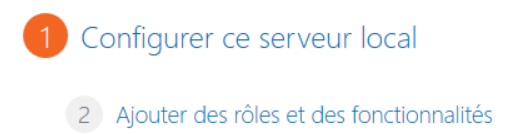 1 Configurer ce serveur local
2 Ajouter des rôles et des fonctionnalités